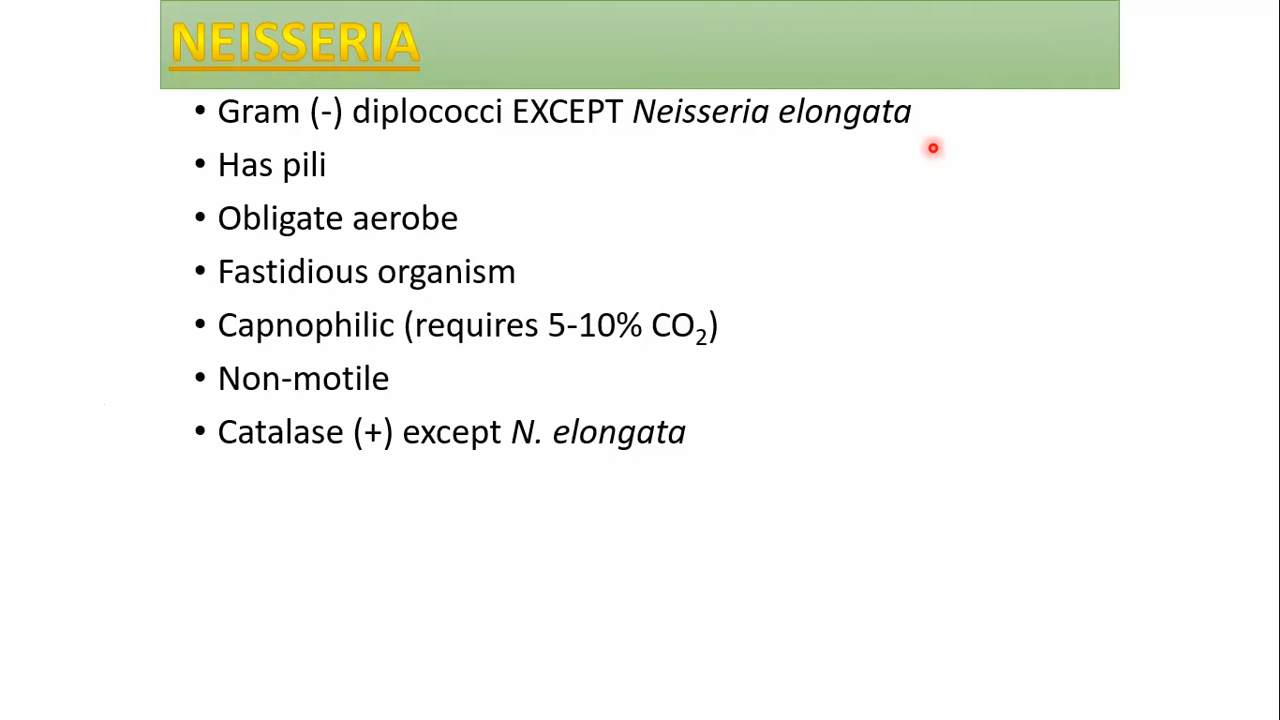 NEISSERIA
• Gram (-) diplococci EXCEPT Neisseria elongata
• Has pili
• Obligate aerobe
• Fastidious organism
• Capnophilic (requires 5-10% CO₂)
• Non-motile
• Catalase (+) except N. elongata